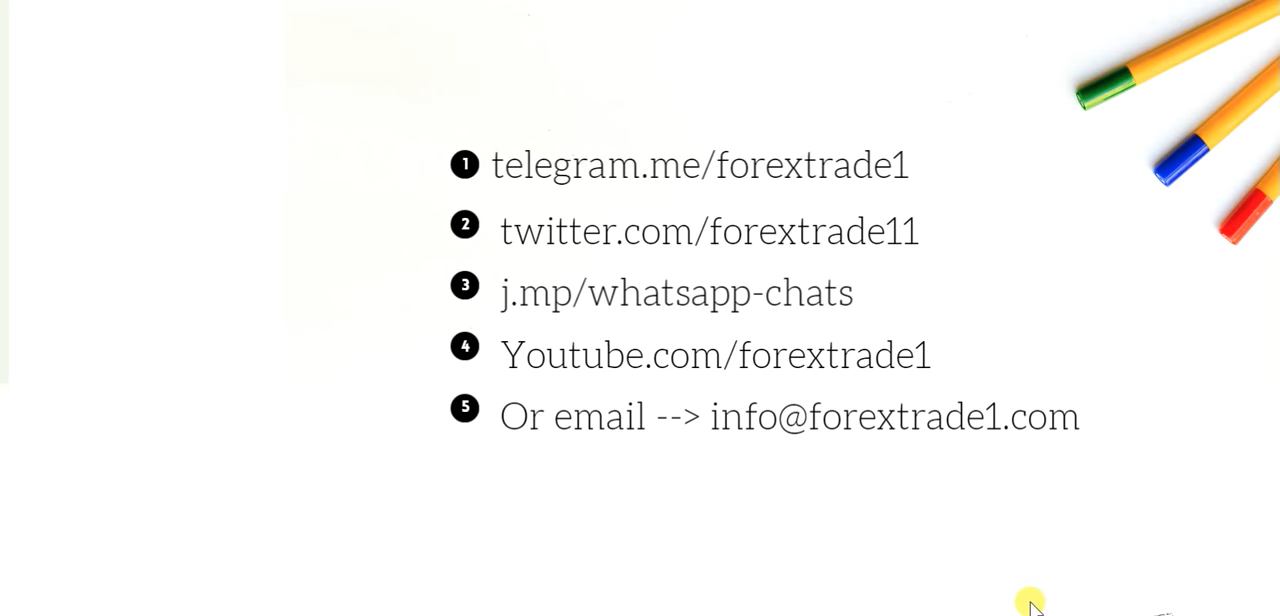 1 telegram.me/forextrade1
2 twitter.com/forextrade11
3 j.mp/whatsapp-chats
4 Youtube.com/forextrade1
5 Or email --> info@forextrade1.com